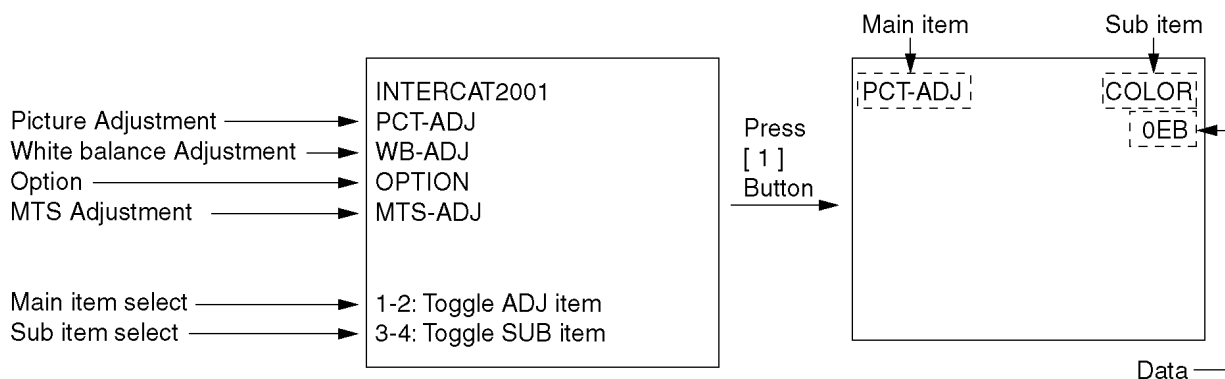 Main item
Sub item
INTERCAT2001
Picture Adjustment
PCT-ADJ
White balance Adjustment
WB-ADJ
Option
OPTION
MTS Adjustment
MTS-ADJ
Main item select
1-2: Toggle ADJ item
Sub item select
3-4: Toggle SUB item
Press
[ 1 ]
Button
PCT-ADJ
COLOR
0EB
Data